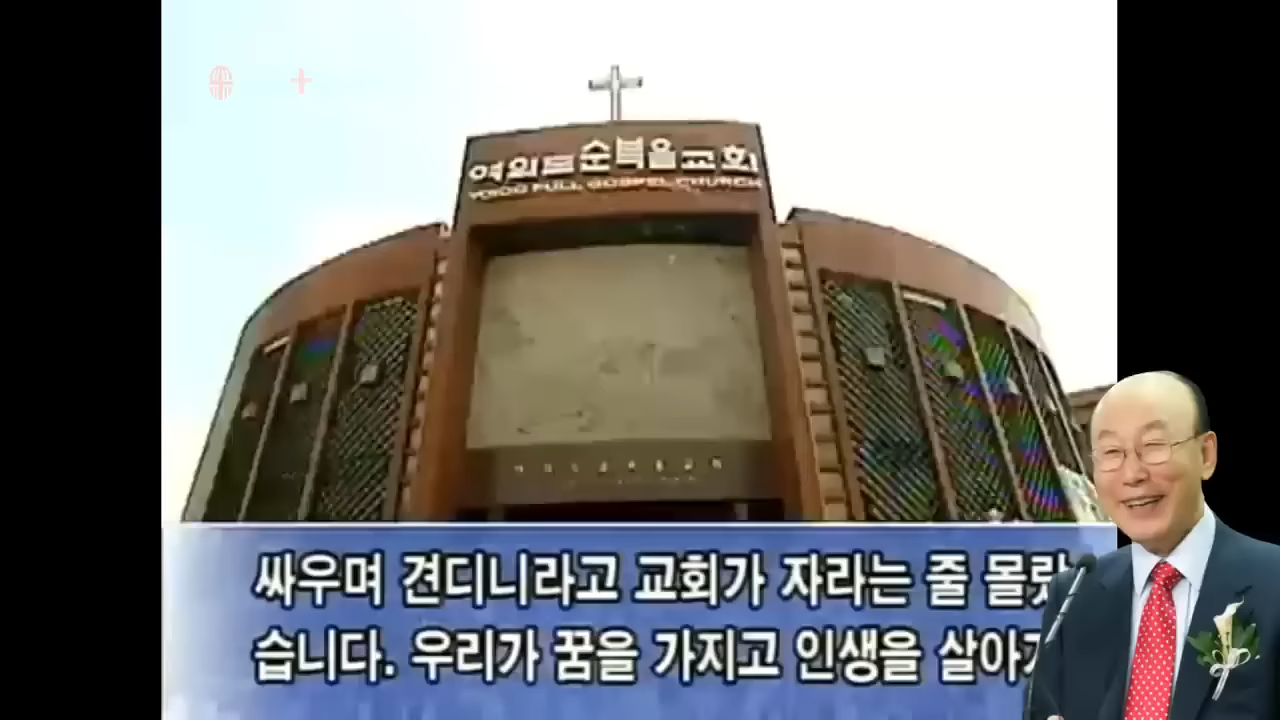 여의도순복음교회
YOIDO FULL GOSPEL CHURCH
싸우며 견디니라고 교회가 자라는 줄 몰랐
습니다. 우리가 꿈을 가지고 인생을